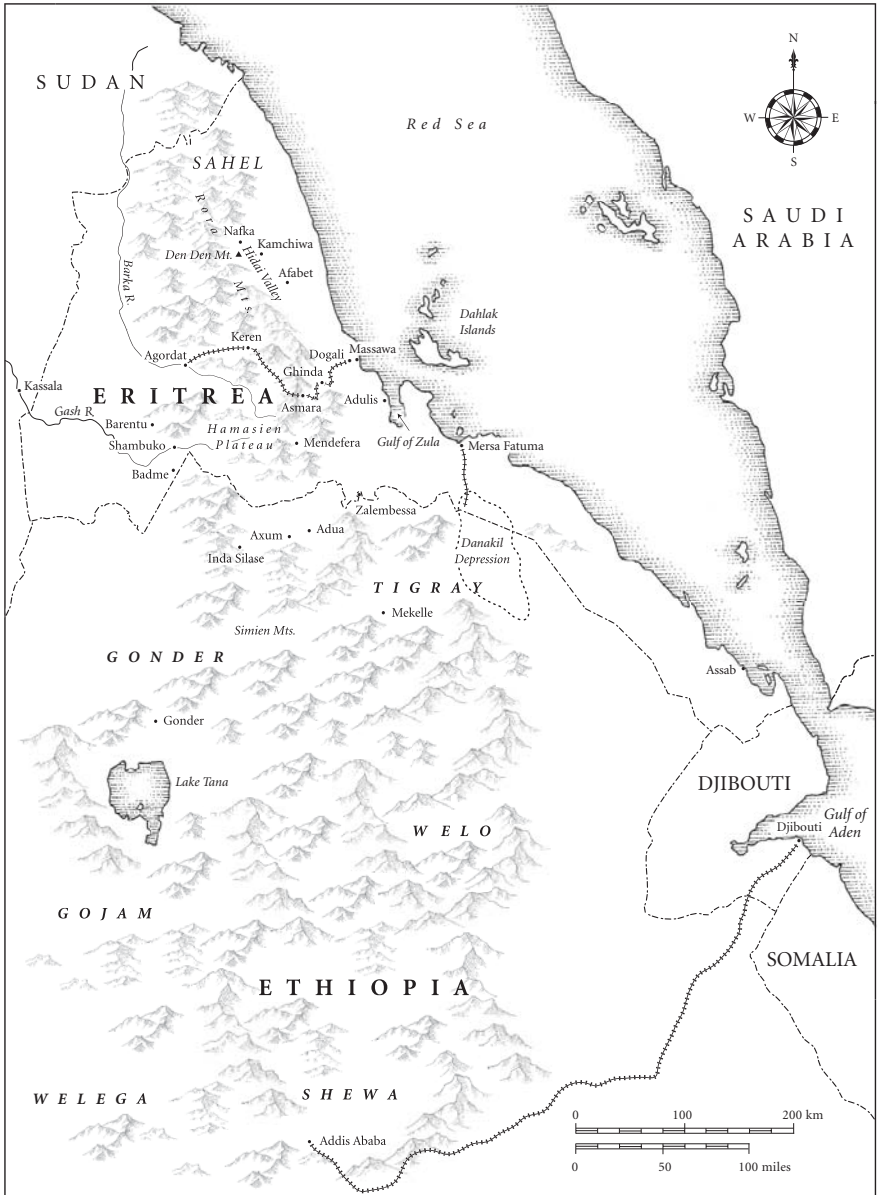 N
W
E
S
SUDAN
Red Sea
SAHEL
SAUDI
ARABIA
Rora
Mts.
Nafka
Kamchiwa
Den Den Mt.
Hidai Valley
Afabet
Barka R.
Dahlak
Islands
Keren
Agordat
Dogali
Massawa
Ghinda
Kassala
ERITREA
Asmara
Adulis
Gash R.
Barentu
Hamasien
Plateau
Gulf of Zula
Shambuko
Mendefera
Mersa Fatuma
Badme
Zalembessa
Axum
Adua
Inda Silase
Danakil
Depression
TIGRAY
Mekelle
Simien Mts.
GONDER
Assab
Gonder
Lake Tana
DJIBOUTI
Gulf of
Aden
Djibouti
WELO
GOJAM
SOMALIA
ETHIOPIA
WELEGA
SHEWA
0 100 200 km
Addis Ababa
0 50 100 miles